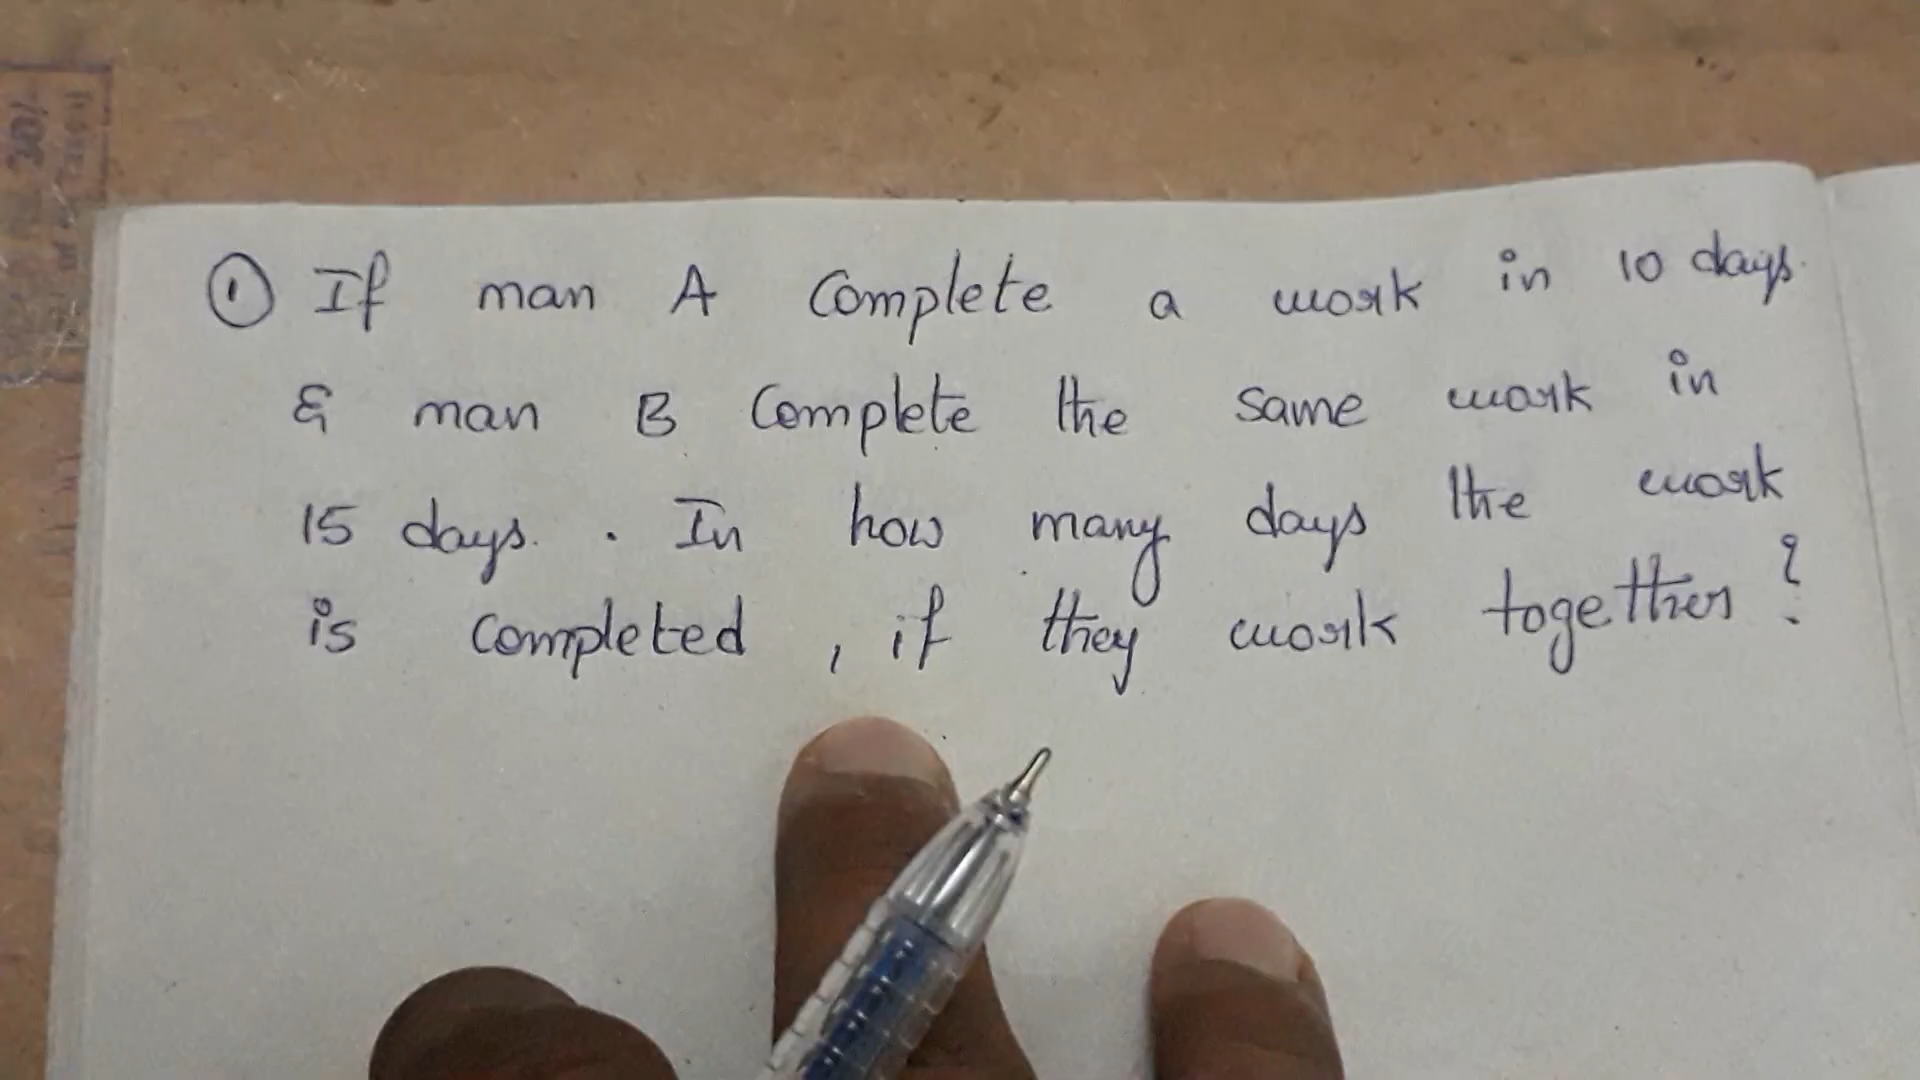 ① If man A Complete a work in 10 days.
& man B Complete the same work in
15 days. . In how many days the work
is completed, if they work together?